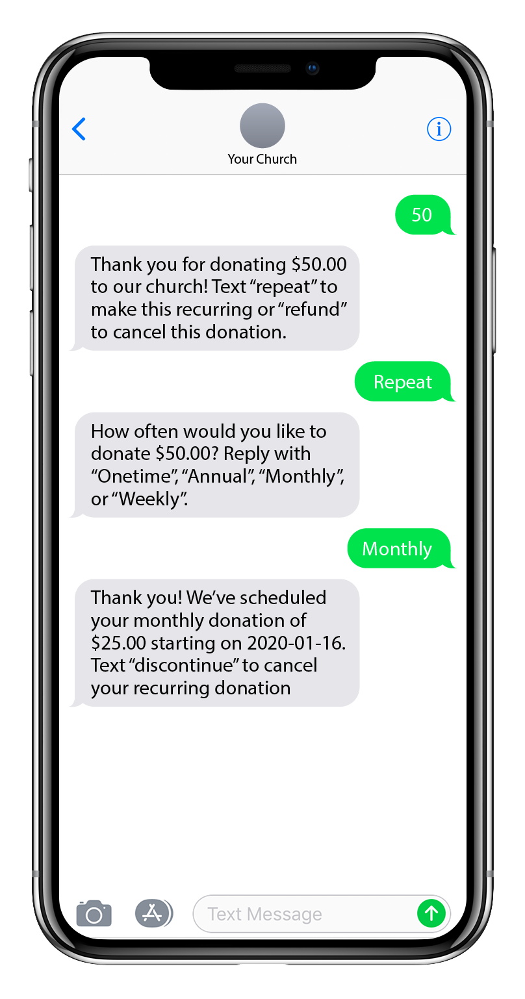 Your Church
50
Thank you for donating $50.00
to our church! Text “repeat” to
make this recurring or “refund”
to cancel this donation.
Repeat
How often would you like to
donate $50.00? Reply with
“Onetime”, “Annual”, “Monthly”,
or “Weekly”.
Monthly
Thank you! We’ve scheduled
your monthly donation of
$25.00 starting on 2020-01-16.
Text “discontinue” to cancel
your recurring donation
Text Message